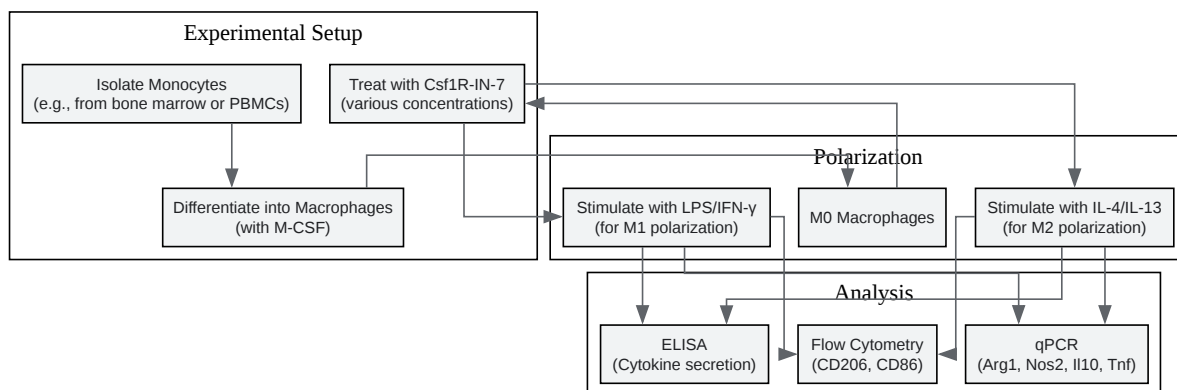 Experimental Setup
Isolate Monocytes
(e.g., from bone marrow or PBMCs)
Treat with Csf1R-IN-7
(various concentrations)
Differentiate into Macrophages
(with M-CSF)
Polarization
Stimulate with LPS/IFN-γ
(for M1 polarization)
M0 Macrophages
Stimulate with IL-4/IL-13
(for M2 polarization)
Analysis
ELISA
(Cytokine secretion)
Flow Cytometry
(CD206, CD86)
qPCR
(Arg1, Nos2, Il10, Tnf)